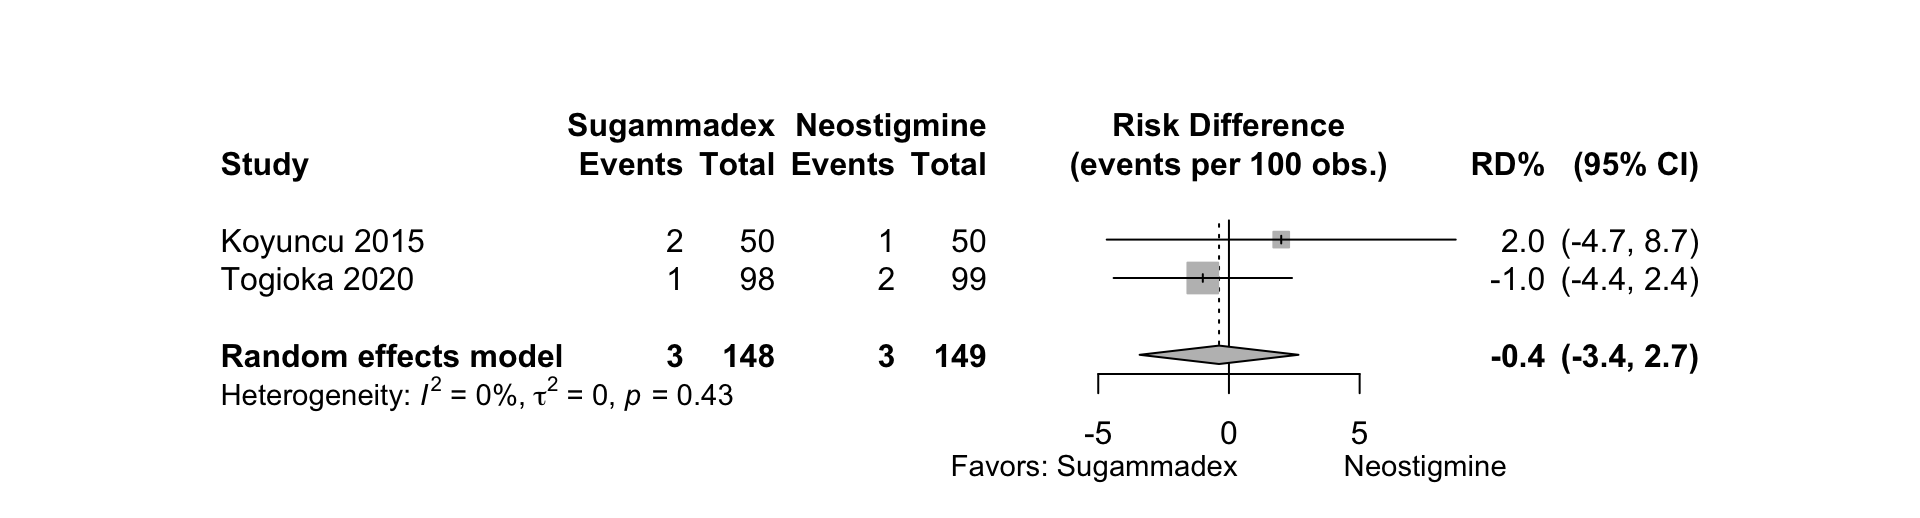 Sugammadex Neostigmine Risk Difference
Study Events Total Events Total (events per 100 obs.) RD% (95% CI)
Koyuncu 2015 2 50 1 50 2.0 (-4.7, 8.7)
Togioka 2020 1 98 2 99 -1.0 (-4.4, 2.4)
Random effects model 3 148 3 149 -0.4 (-3.4, 2.7)
Heterogeneity: I² = 0%, τ² = 0, p = 0.43
-5 0 5
Favors: Sugammadex Neostigmine